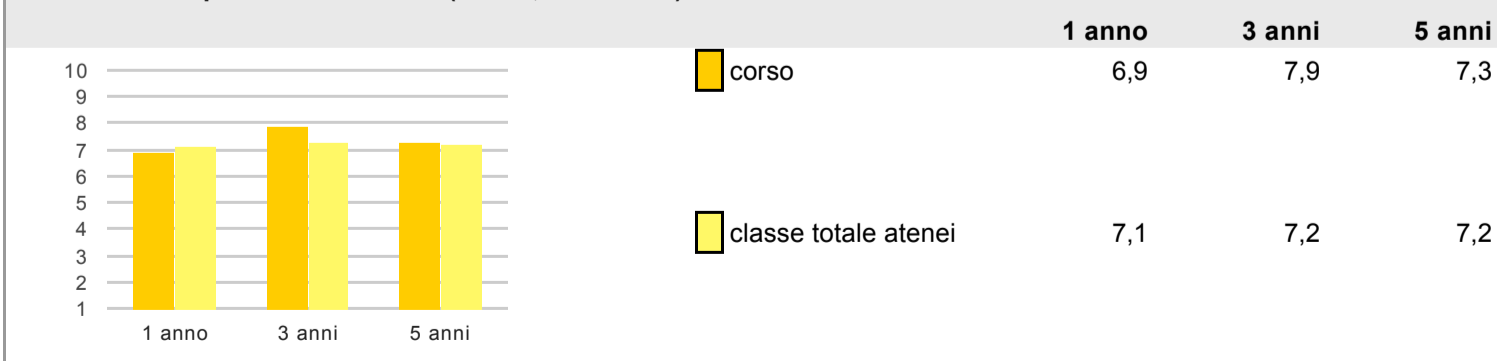 1 anno 3 anni 5 anni
corso 6,9 7,9 7,3
classe totale atenei 7,1 7,2 7,2
10
9
8
7
6
5
4
3
2
1
1 anno 3 anni 5 anni